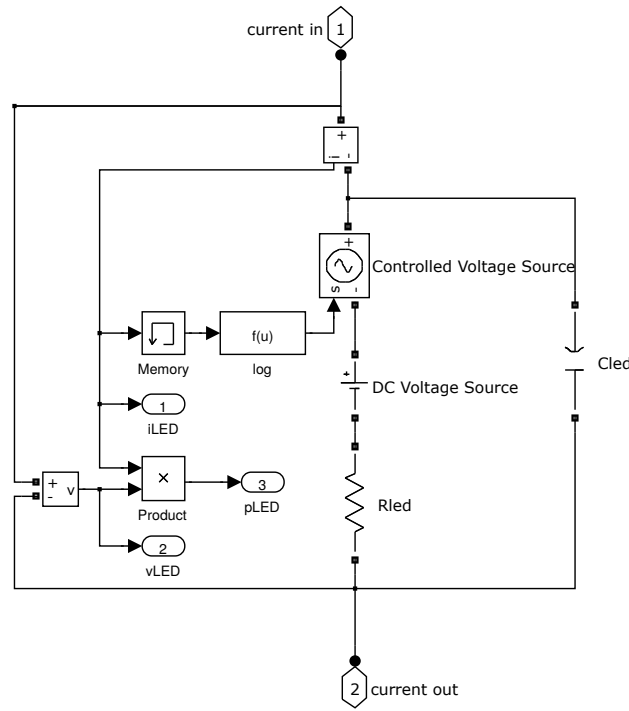 current in
1
+
i
-
+
s
-
Controlled Voltage Source
f(u)
Memory
log
+
DC Voltage Source
Cled
1
iLED
+
-
v
×
Product
3
pLED
Rled
2
vLED
2
current out